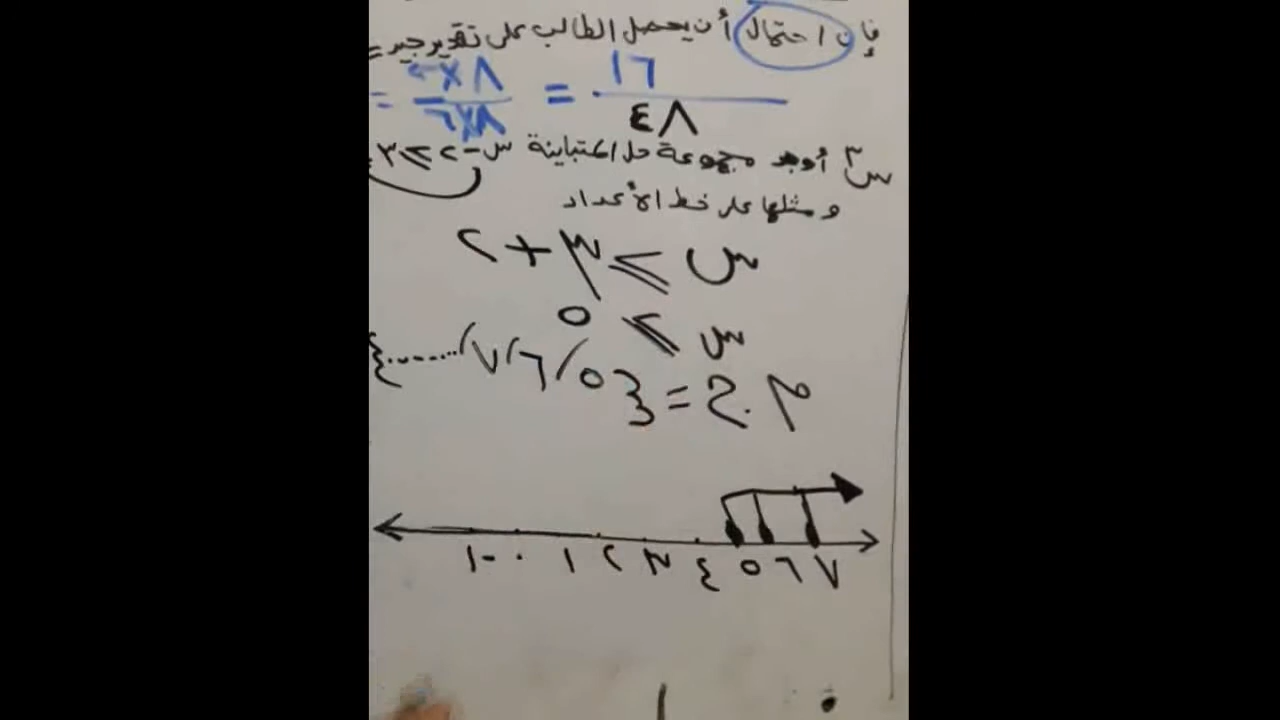 فإن احتمال أن يحصل الطالب على تقدير جيد =
١٦ / ٤٨ = ٨×٢ / ٨×٦ =
س٣ أوجد مجموعة حل المتباينة س - ٢ ≥ ٣
ومثلها على خط الأعداد
س ≥ ٣ + ٢
س ≥ ٥
م.ح = {٥، ٦، ٧، ......}
-١ ٠ ١ ٢ ٣ ٤ ٥ ٦ ٧